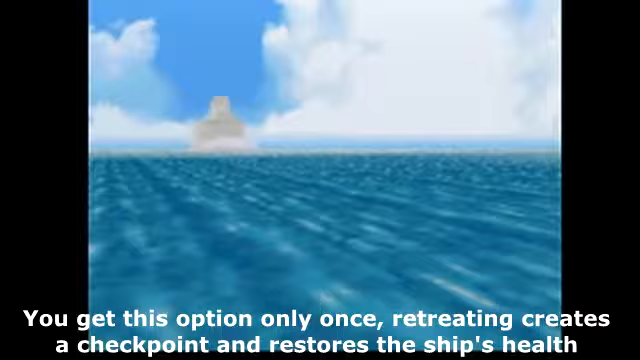 You get this option only once, retreating creates
a checkpoint and restores the ship's health